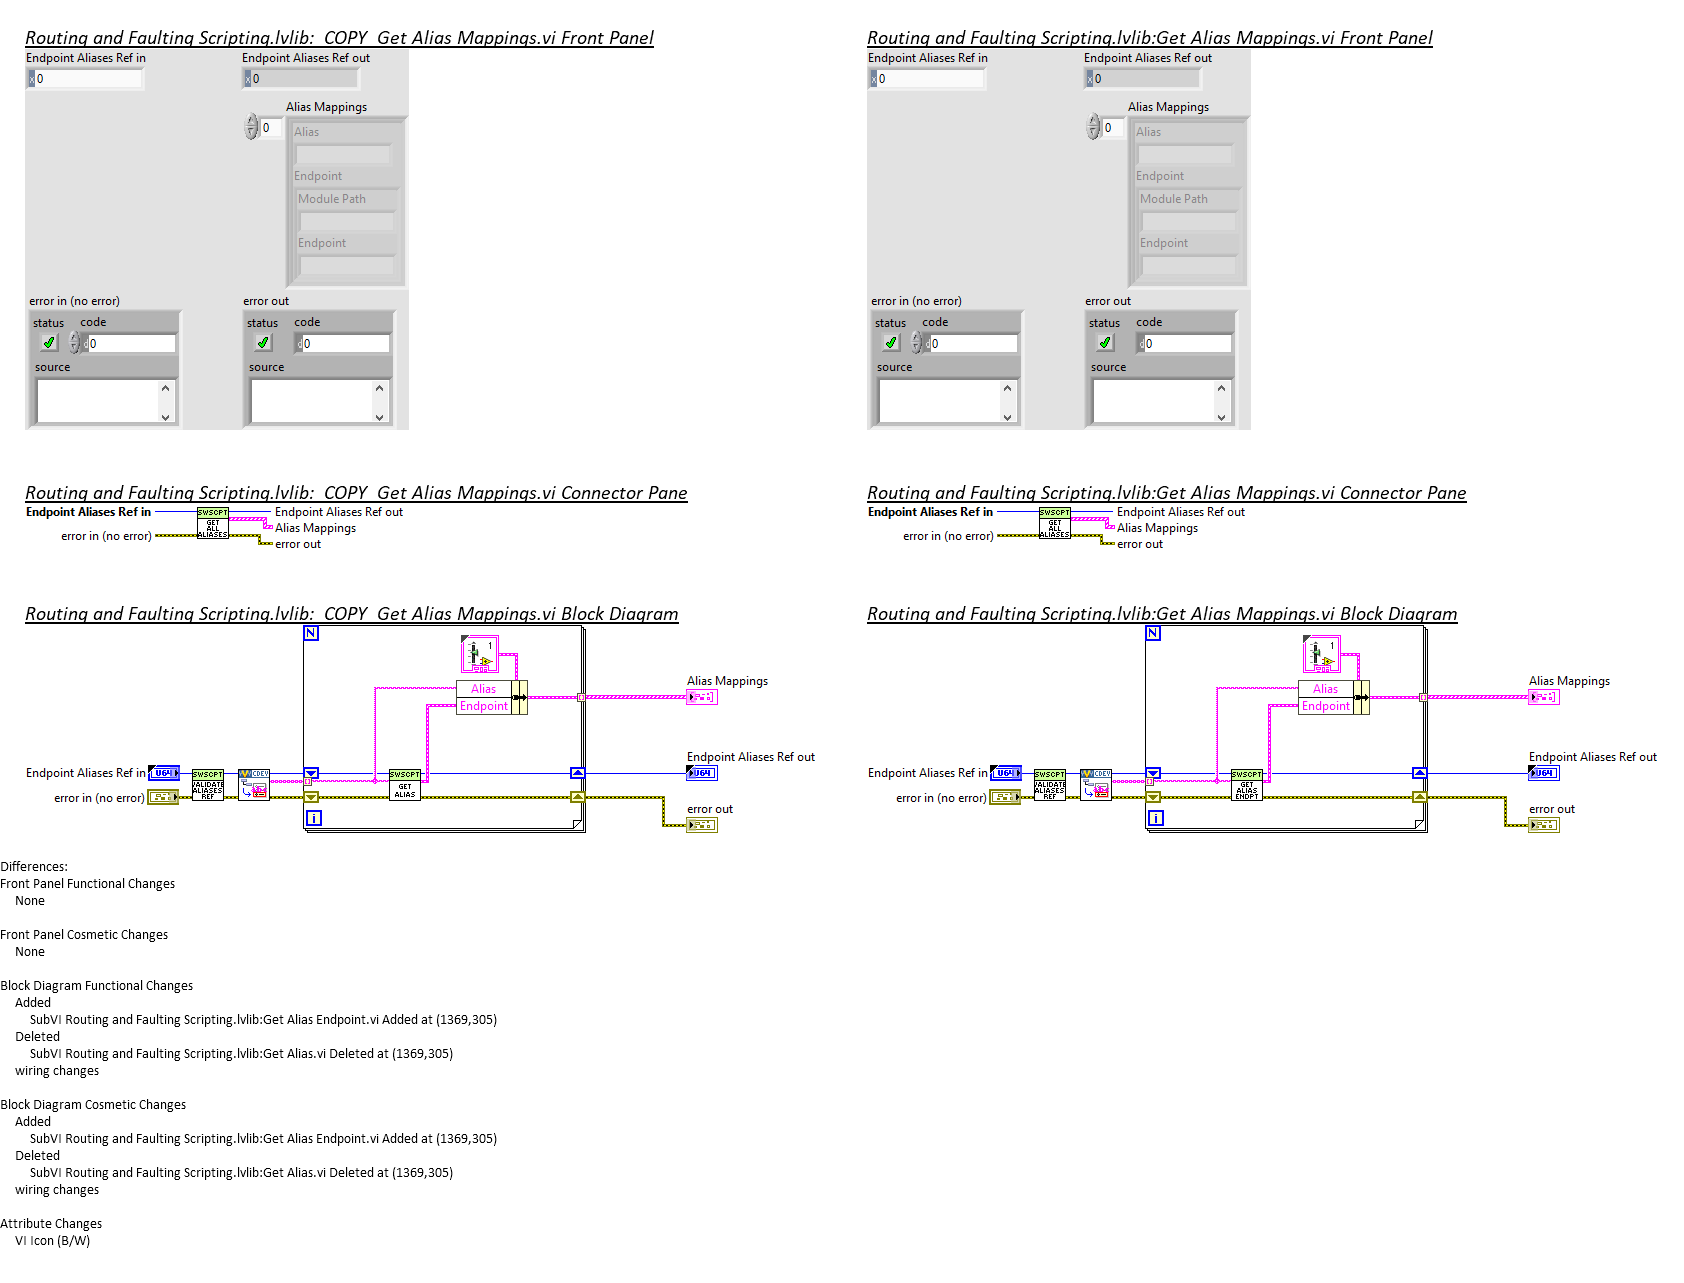 Routing and Faulting Scripting.lvlib:_COPY_Get Alias Mappings.vi Front Panel
Endpoint Aliases Ref in
Endpoint Aliases Ref out
x 0
x 0
Alias Mappings
0
Alias
Endpoint
Module Path
Endpoint
error in (no error)
error out
status
code
status
code
d 0
d 0
source
source
Routing and Faulting Scripting.lvlib:Get Alias Mappings.vi Front Panel
Endpoint Aliases Ref in
Endpoint Aliases Ref out
x 0
x 0
Alias Mappings
0
Alias
Endpoint
Module Path
Endpoint
error in (no error)
error out
status
code
status
code
d 0
d 0
source
source
Routing and Faulting Scripting.lvlib:_COPY_Get Alias Mappings.vi Connector Pane
Endpoint Aliases Ref in
SWSCPT
GET
ALL
ALIASES
Endpoint Aliases Ref out
Alias Mappings
error in (no error)
error out
Routing and Faulting Scripting.lvlib:Get Alias Mappings.vi Connector Pane
Endpoint Aliases Ref in
SWSCPT
GET
ALL
ALIASES
Endpoint Aliases Ref out
Alias Mappings
error in (no error)
error out
Routing and Faulting Scripting.lvlib:_COPY_Get Alias Mappings.vi Block Diagram
N
1
Alias
Endpoint
Alias Mappings
Endpoint Aliases Ref in
U64
SWSCPT
VALIDATE
ALIASES
REF
CDEV
SWSCPT
GET
ALIAS
Endpoint Aliases Ref out
U64
error in (no error)
error out
i
Routing and Faulting Scripting.lvlib:Get Alias Mappings.vi Block Diagram
N
1
Alias
Endpoint
Alias Mappings
Endpoint Aliases Ref in
U64
SWSCPT
VALIDATE
ALIASES
REF
CDEV
SWSCPT
GET
ALIAS
ENDPT
Endpoint Aliases Ref out
U64
error in (no error)
error out
i
Differences:
Front Panel Functional Changes
None
Front Panel Cosmetic Changes
None
Block Diagram Functional Changes
Added
SubVI Routing and Faulting Scripting.lvlib:Get Alias Endpoint.vi Added at (1369,305)
Deleted
SubVI Routing and Faulting Scripting.lvlib:Get Alias.vi Deleted at (1369,305)
wiring changes
Block Diagram Cosmetic Changes
Added
SubVI Routing and Faulting Scripting.lvlib:Get Alias Endpoint.vi Added at (1369,305)
Deleted
SubVI Routing and Faulting Scripting.lvlib:Get Alias.vi Deleted at (1369,305)
wiring changes
Attribute Changes
VI Icon (B/W)